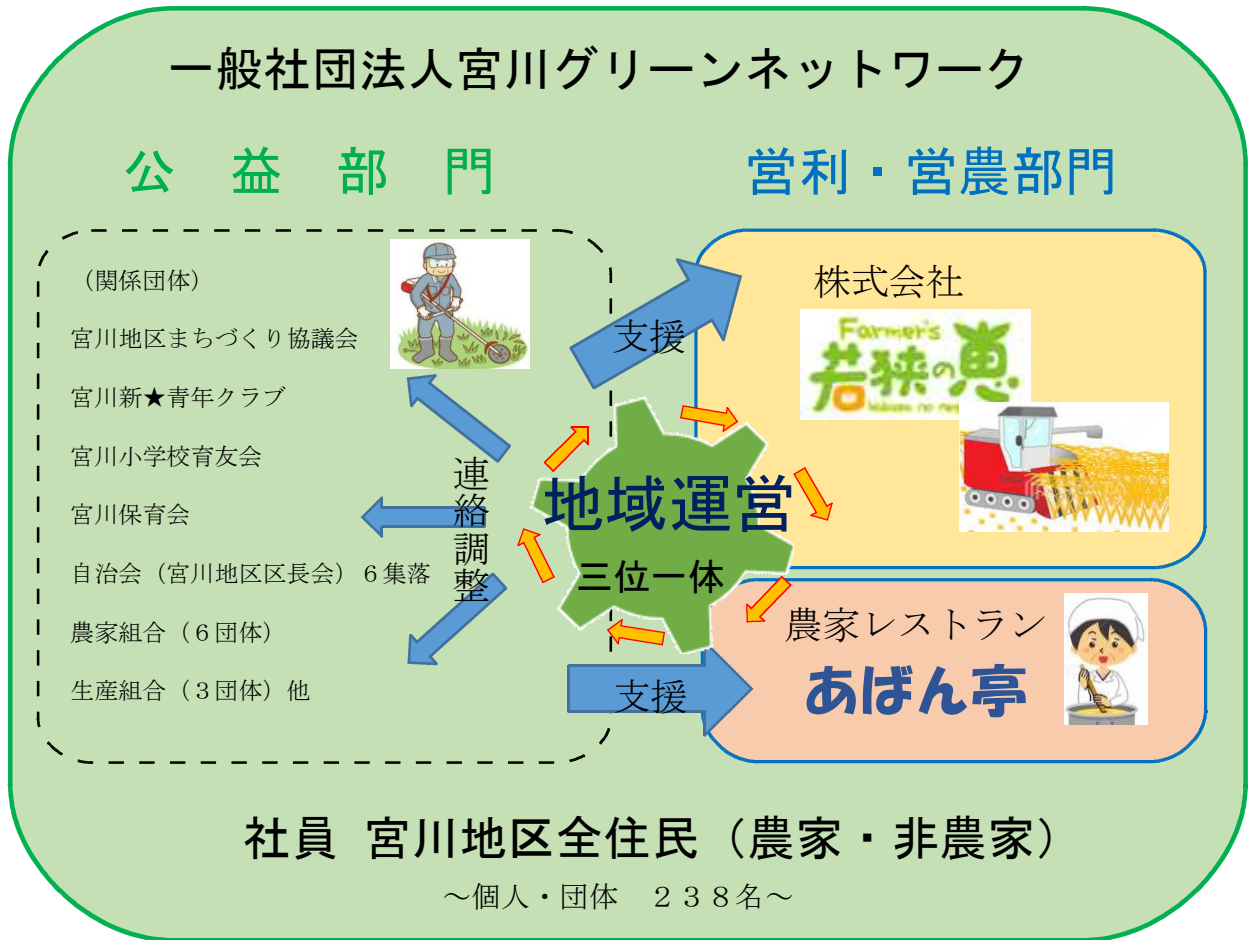 一般社団法人宮川グリーンネットワーク
公益部門
営利・営農部門
（関係団体）
宮川地区まちづくり協議会
宮川新★青年クラブ
宮川小学校育友会
宮川保育会
自治会（宮川地区区長会）６集落
農家組合（６団体）
生産組合（３団体）他
連絡調整
支援
地域運営
三位一体
支援
株式会社
Farmer's
若狭の恵
農家レストラン
あばん亭
社員 宮川地区全住民（農家・非農家）
～個人・団体　２３８名～